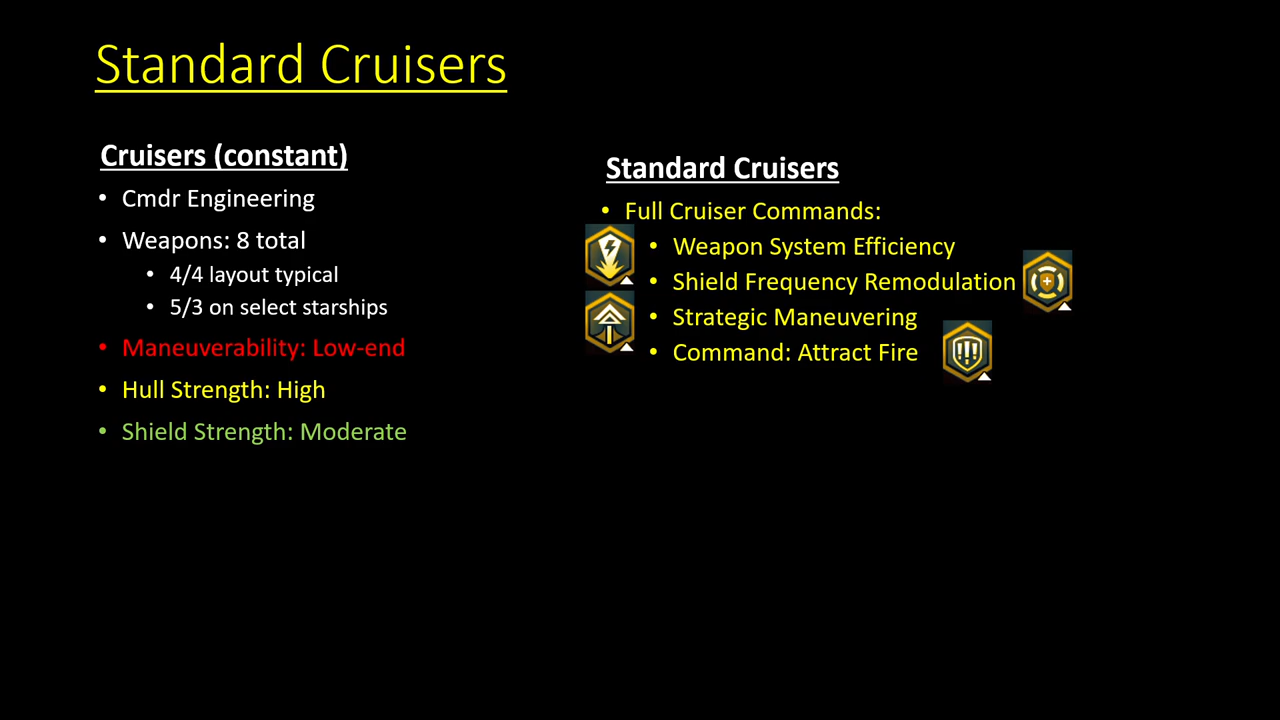 Standard Cruisers
Cruisers (constant)
• Cmdr Engineering
• Weapons: 8 total
• 4/4 layout typical
• 5/3 on select starships
• Maneuverability: Low-end
• Hull Strength: High
• Shield Strength: Moderate
Standard Cruisers
• Full Cruiser Commands:
• Weapon System Efficiency
• Shield Frequency Remodulation
• Strategic Maneuvering
• Command: Attract Fire